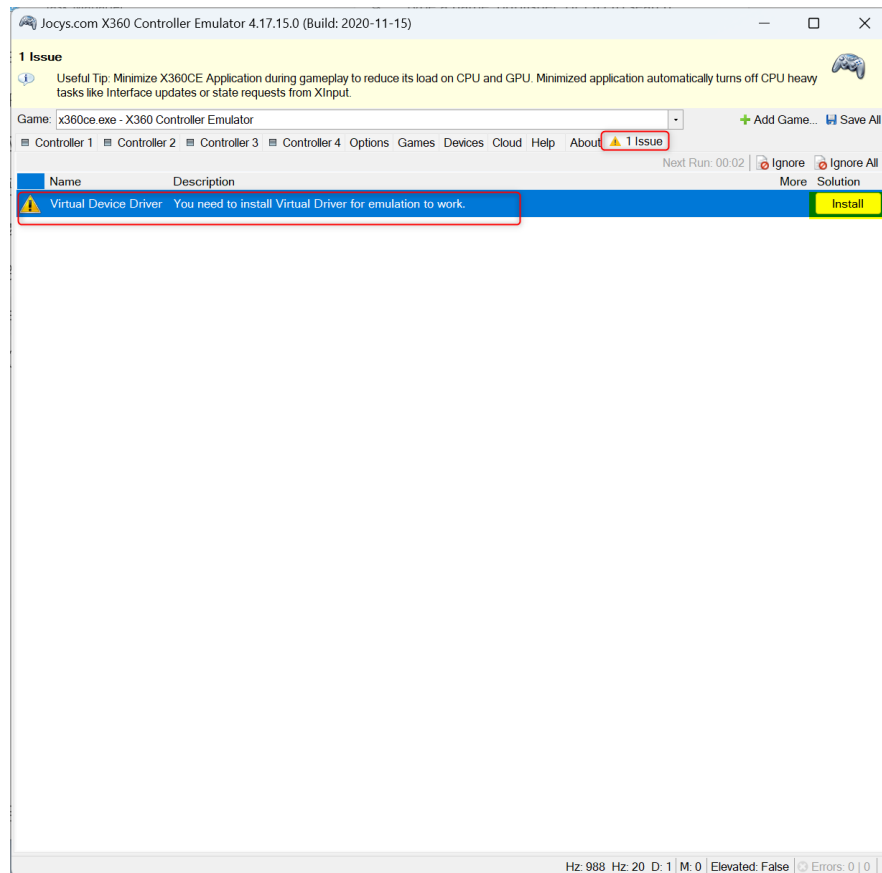 Jocys.com X360 Controller Emulator 4.17.15.0 (Build: 2020-11-15)
1 Issue
Useful Tip: Minimize X360CE Application during gameplay to reduce its load on CPU and GPU. Minimized application automatically turns off CPU heavy
tasks like Interface updates or state requests from XInput.
Game: x360ce.exe - X360 Controller Emulator Add Game... Save All
Controller 1 Controller 2 Controller 3 Controller 4 Options Games Devices Cloud Help About 1 Issue
Next Run: 00:02 Ignore Ignore All
Name Description More Solution
Virtual Device Driver You need to install Virtual Driver for emulation to work. Install
Hz: 988 Hz: 20 D: 1 M: 0 Elevated: False Errors: 0 | 0